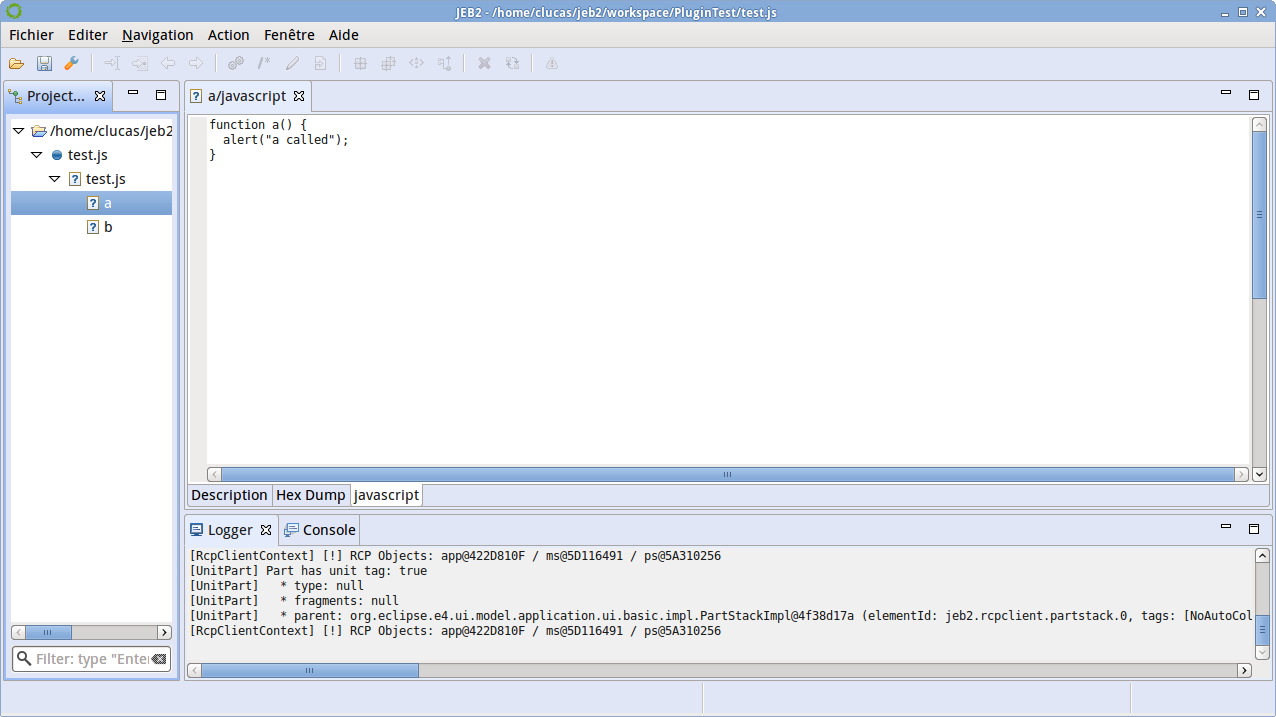 JEB2 - /home/clucas/jeb2/workspace/PluginTest/test.js
Fichier Editer Navigation Action Fenêtre Aide
Project...
/home/clucas/jeb2
test.js
test.js
a
b
Filter: type "Enter
a/javascript
function a() {
  alert("a called");
}
Description Hex Dump javascript
Logger Console
[RcpClientContext] [!] RCP Objects: app@422D810F / ms@5D116491 / ps@5A310256
[UnitPart] Part has unit tag: true
[UnitPart]   * type: null
[UnitPart]   * fragments: null
[UnitPart]   * parent: org.eclipse.e4.ui.model.application.ui.basic.impl.PartStackImpl@4f38d17a (elementId: jeb2.rcpclient.partstack.0, tags: [NoAutoCol
[RcpClientContext] [!] RCP Objects: app@422D810F / ms@5D116491 / ps@5A310256